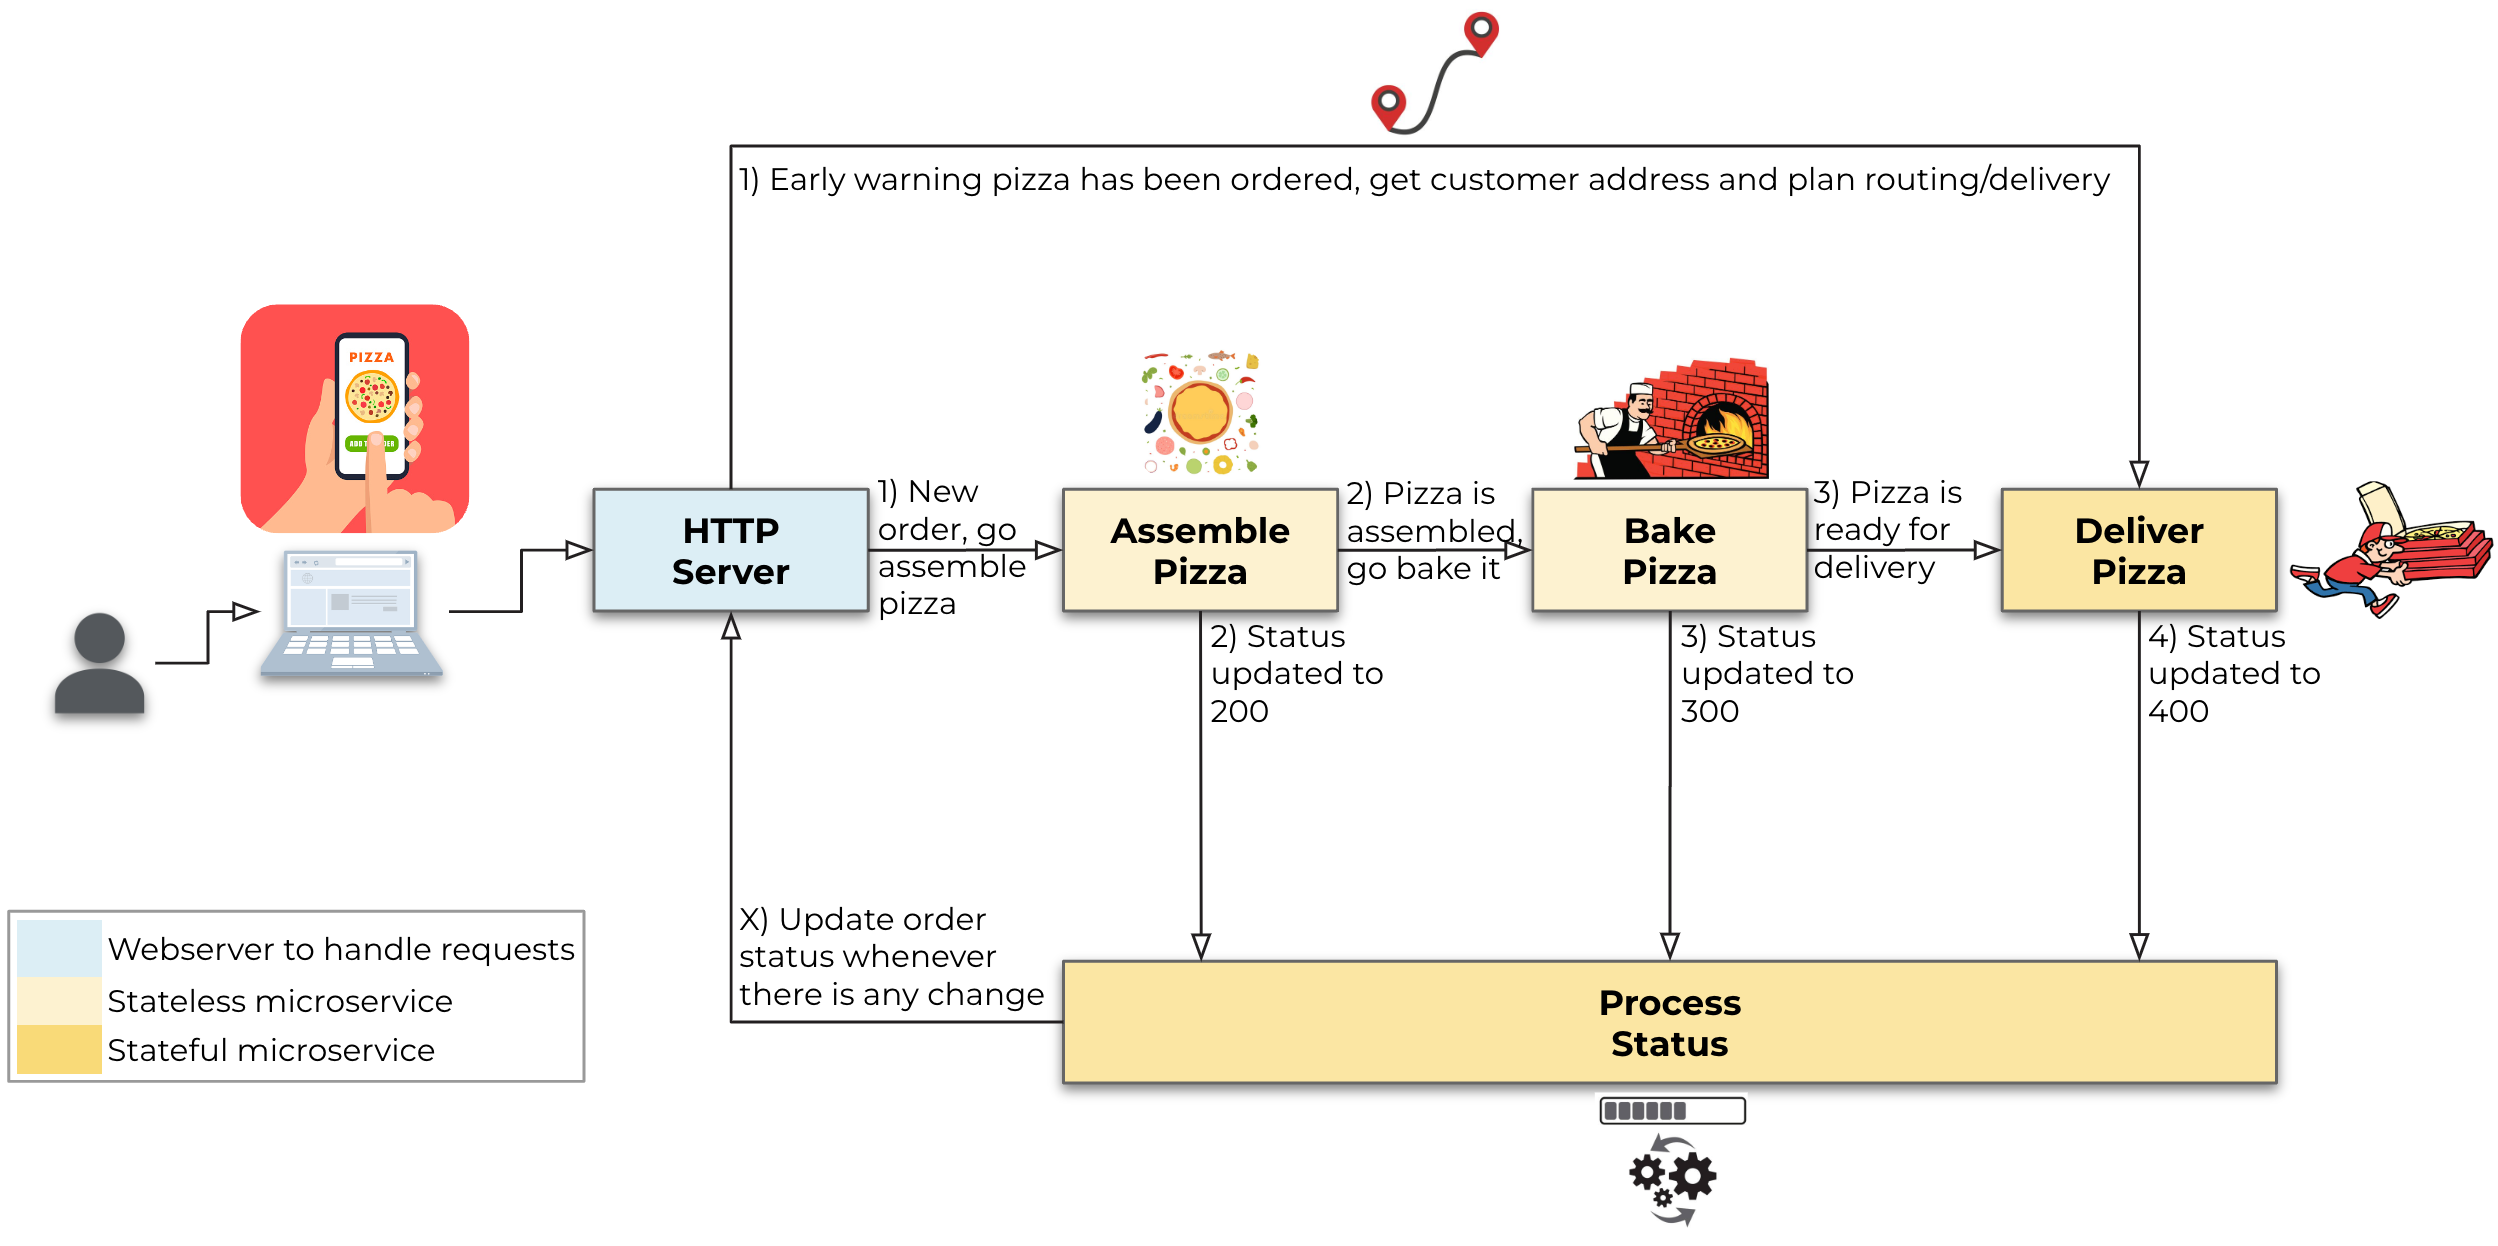 1) Early warning pizza has been ordered, get customer address and plan routing/delivery
PIZZA
HTTP
Server
1) New
order, go
assemble
pizza
Assemble
Pizza
2) Pizza is
assembled,
go bake it
Bake
Pizza
3) Pizza is
ready for
delivery
Deliver
Pizza
2) Status
updated to
200
3) Status
updated to
300
4) Status
updated to
400
X) Update order
status whenever
there is any change
Process
Status
Webserver to handle requests
Stateless microservice
Stateful microservice